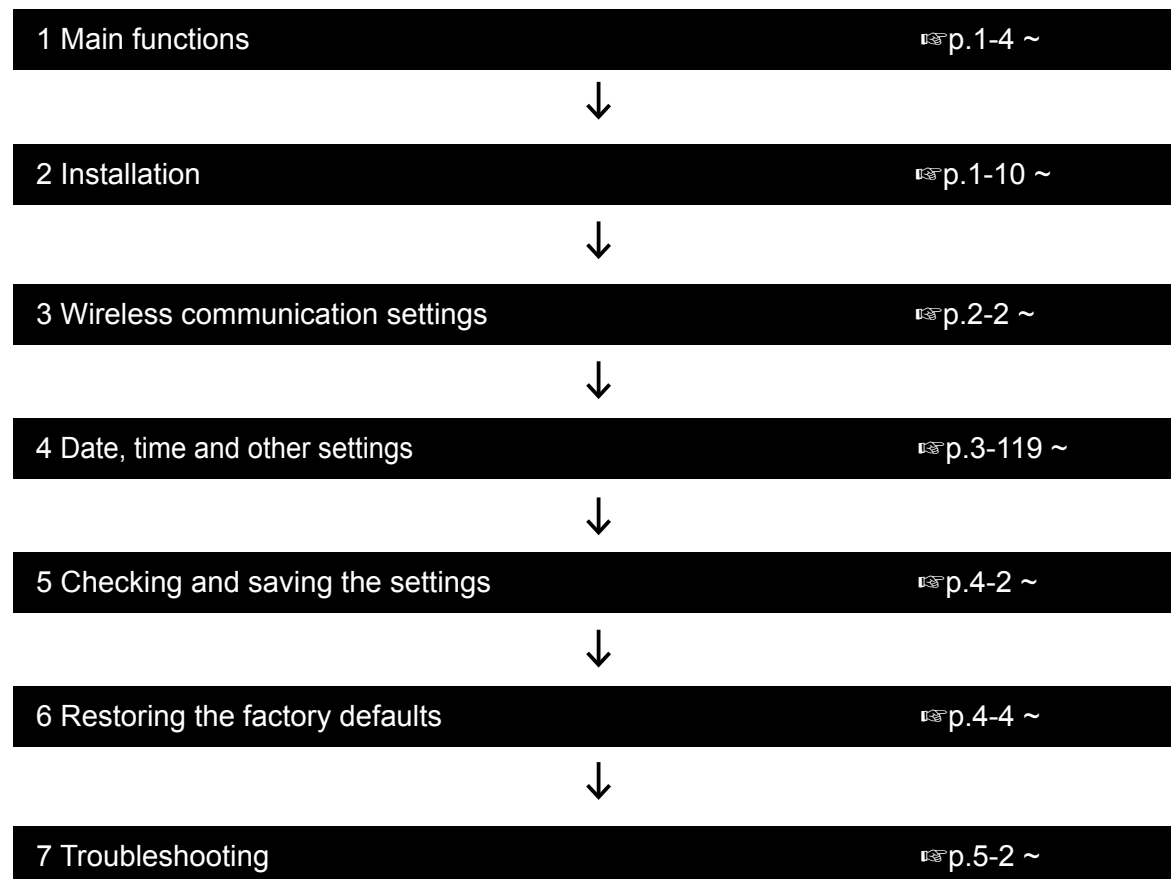 1 Main functions ☞p.1-4 ~
↓
2 Installation ☞p.1-10 ~
↓
3 Wireless communication settings ☞p.2-2 ~
↓
4 Date, time and other settings ☞p.3-119 ~
↓
5 Checking and saving the settings ☞p.4-2 ~
↓
6 Restoring the factory defaults ☞p.4-4 ~
↓
7 Troubleshooting ☞p.5-2 ~